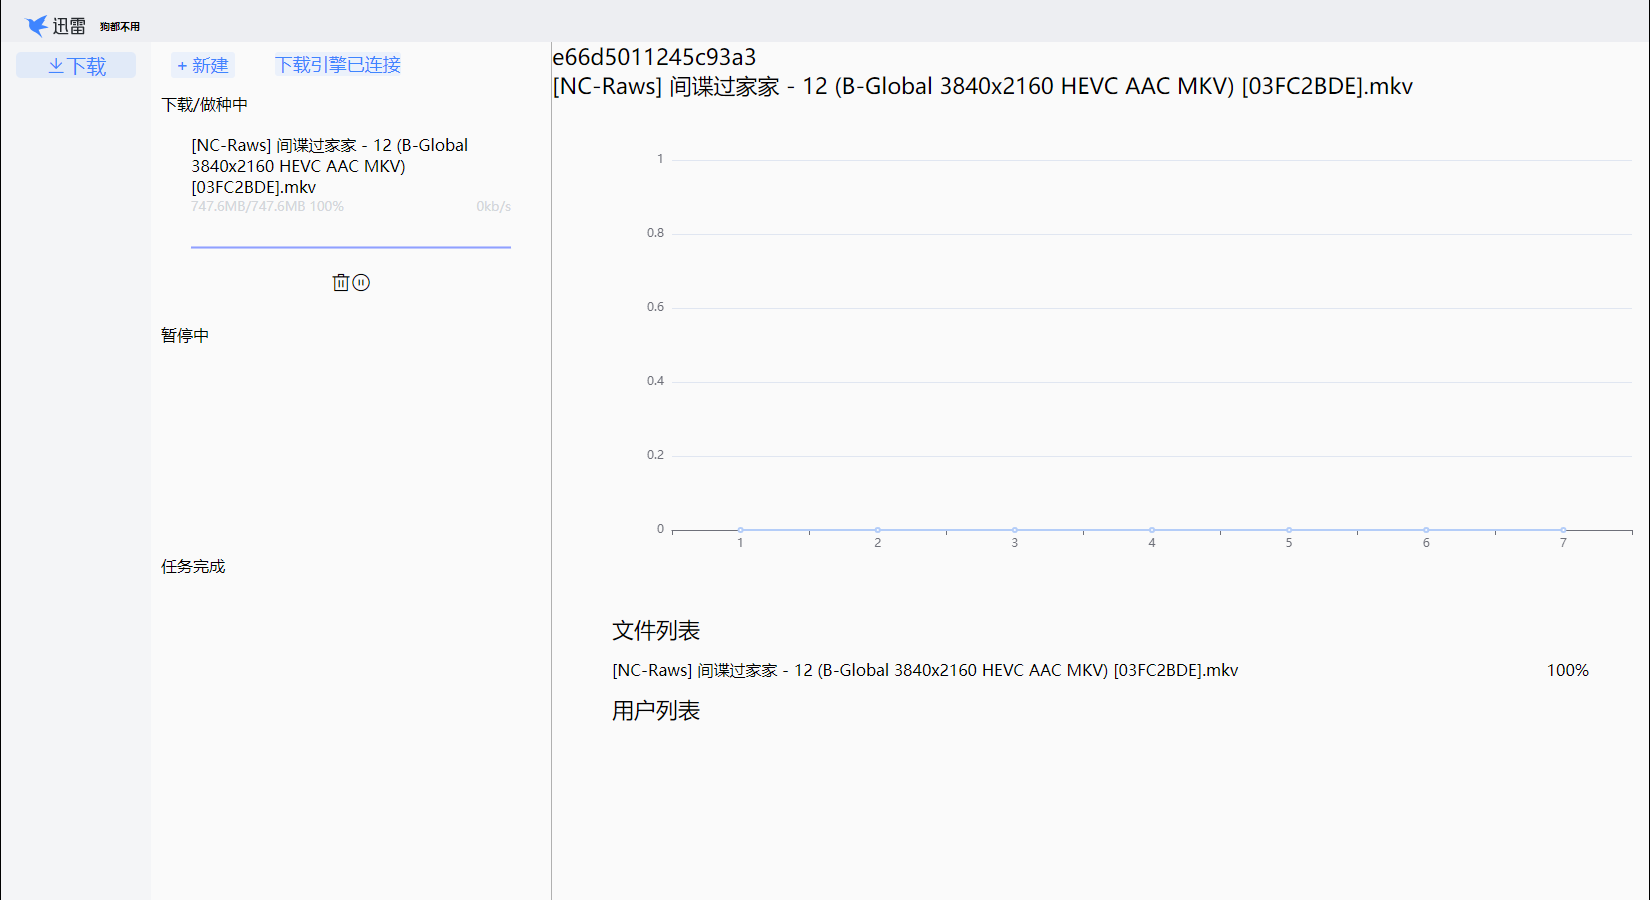 迅雷 狗都不用
下载
+ 新建 下载引擎已连接
下载/做种中
[NC-Raws] 间谍过家家 - 12 (B-Global
3840x2160 HEVC AAC MKV)
[03FC2BDE].mkv
747.6MB/747.6MB 100% 0kb/s
暂停中
任务完成
e66d5011245c93a3
[NC-Raws] 间谍过家家 - 12 (B-Global 3840x2160 HEVC AAC MKV) [03FC2BDE].mkv
1
0.8
0.6
0.4
0.2
0
1 2 3 4 5 6 7
文件列表
[NC-Raws] 间谍过家家 - 12 (B-Global 3840x2160 HEVC AAC MKV) [03FC2BDE].mkv 100%
用户列表